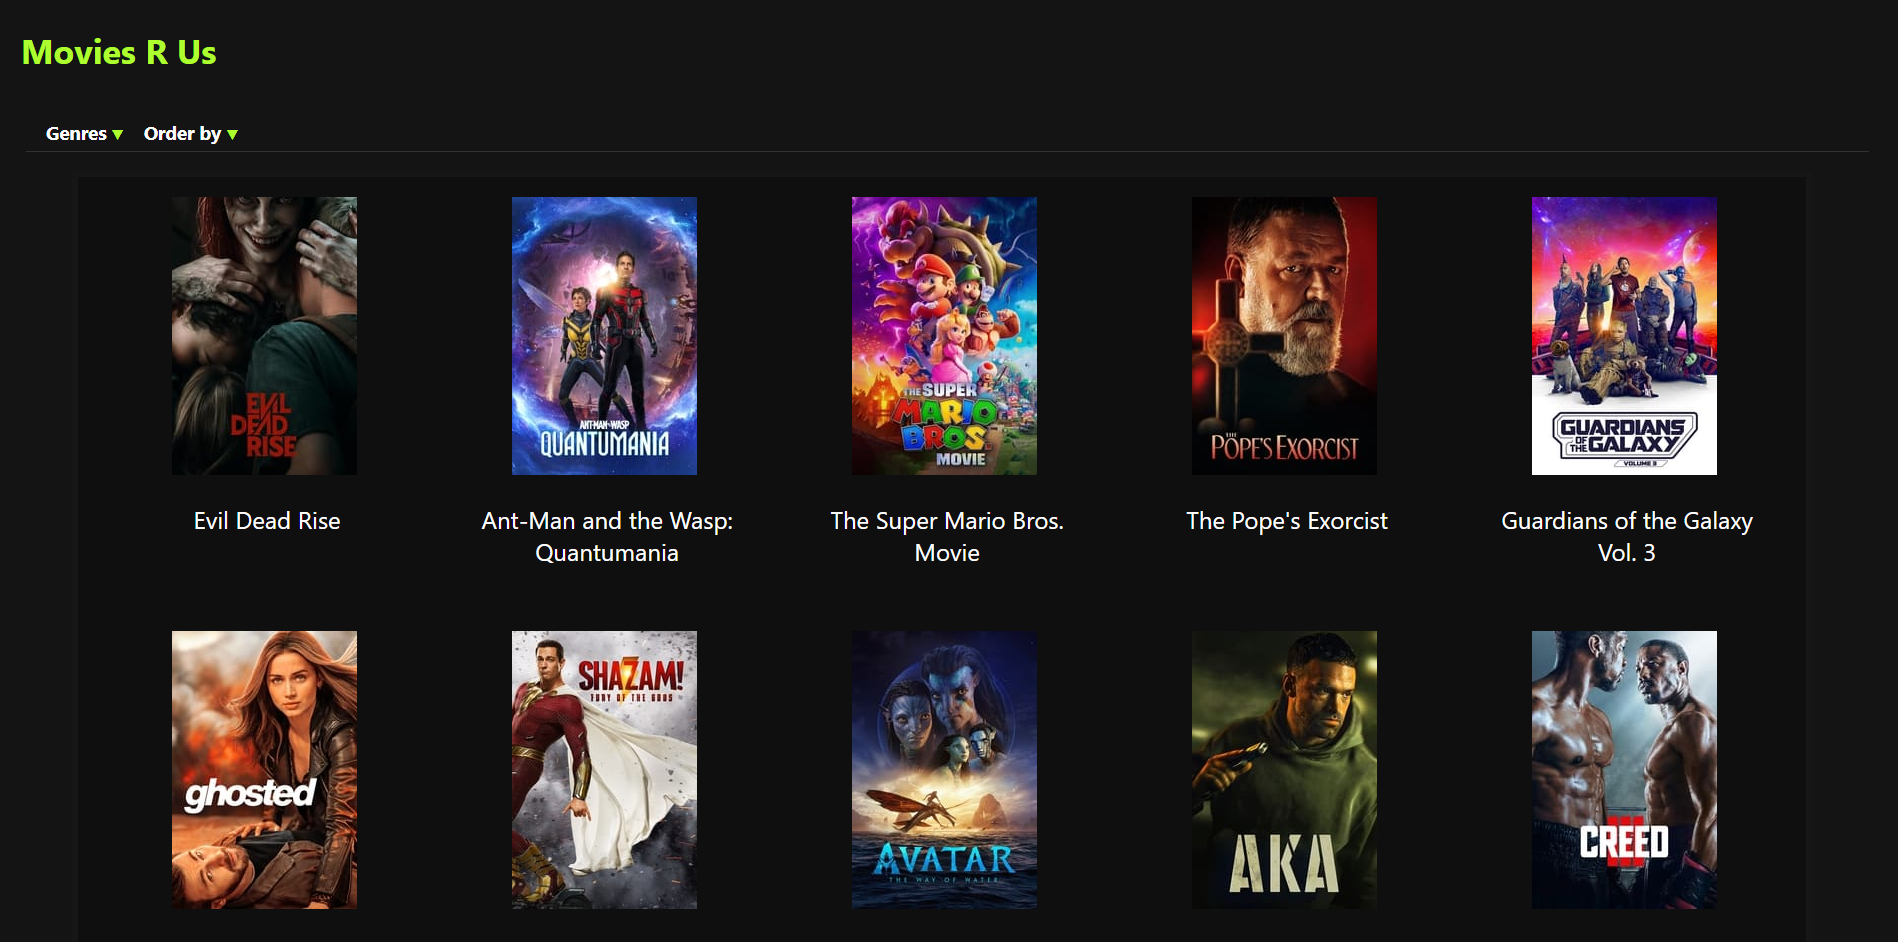 Movies R Us
Genres ▼ Order by ▼
EVIL
DEAD
RISE
ANT-MAN AND THE WASP
QUANTUMANIA
THE SUPER
MARIO
BROS.
MOVIE
THE
POPE'S EXORCIST
GUARDIANS
OF THE GALAXY
VOLUME 3
Evil Dead Rise
Ant-Man and the Wasp:
Quantumania
The Super Mario Bros.
Movie
The Pope's Exorcist
Guardians of the Galaxy
Vol. 3
ghosted
SHAZAM!
FURY OF THE GODS
AVATAR
THE WAY OF WATER
AKA
CREED
III